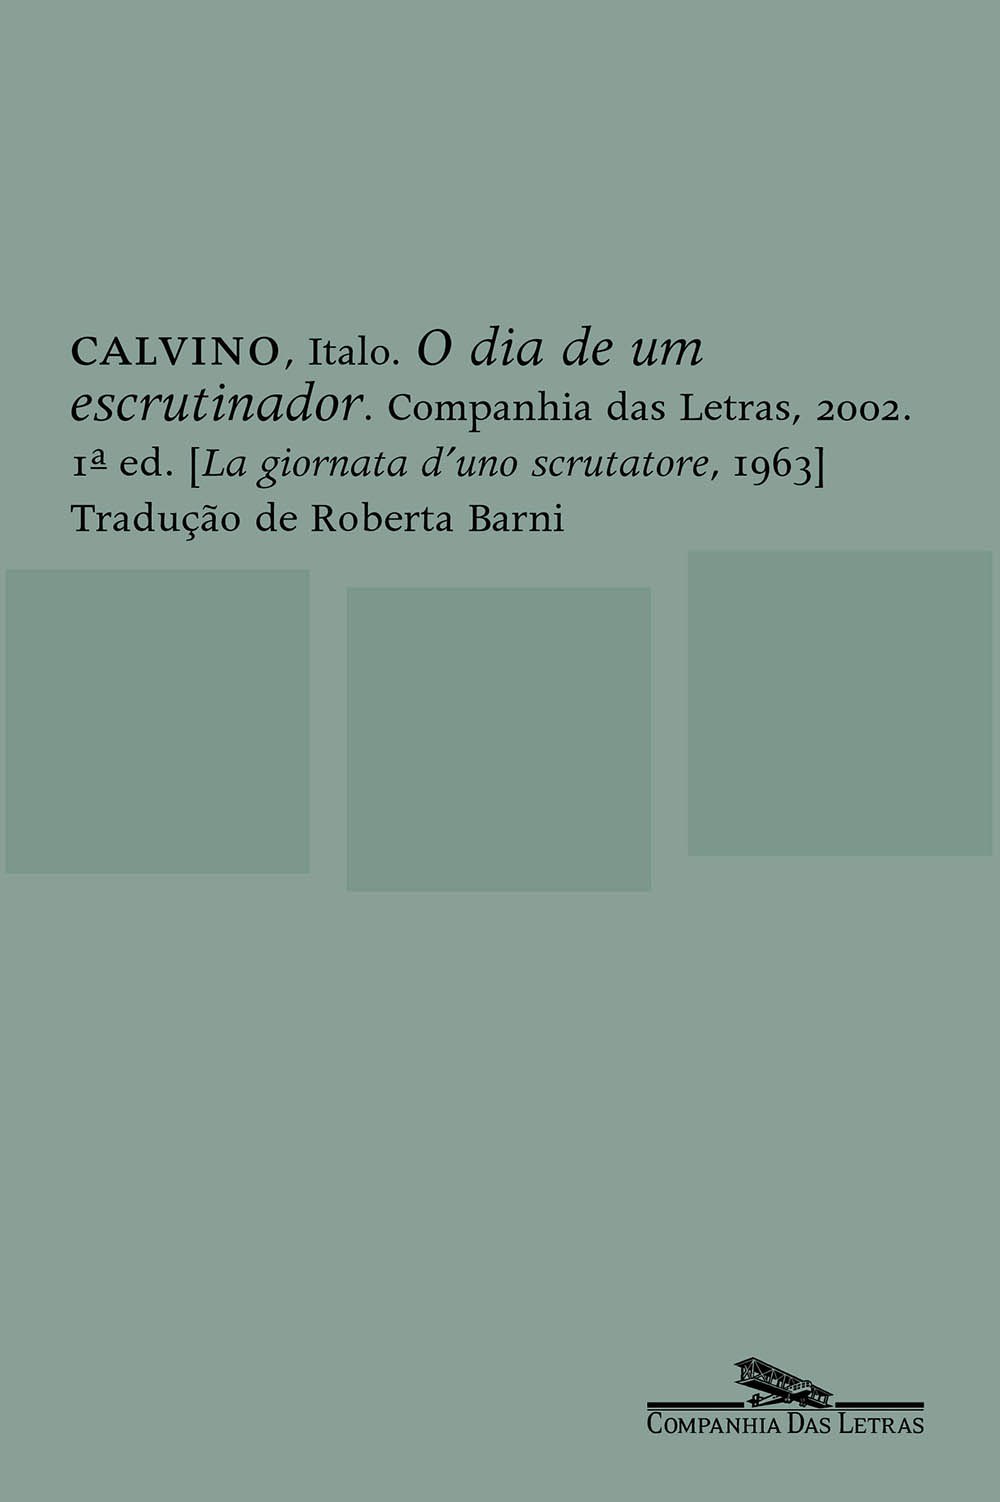 CALVINO, Italo. O dia de um
escrutinador. Companhia das Letras, 2002.
1ª ed. [La giornata d'uno scrutatore, 1963]
Tradução de Roberta Barni
COMPANHIA DAS LETRAS